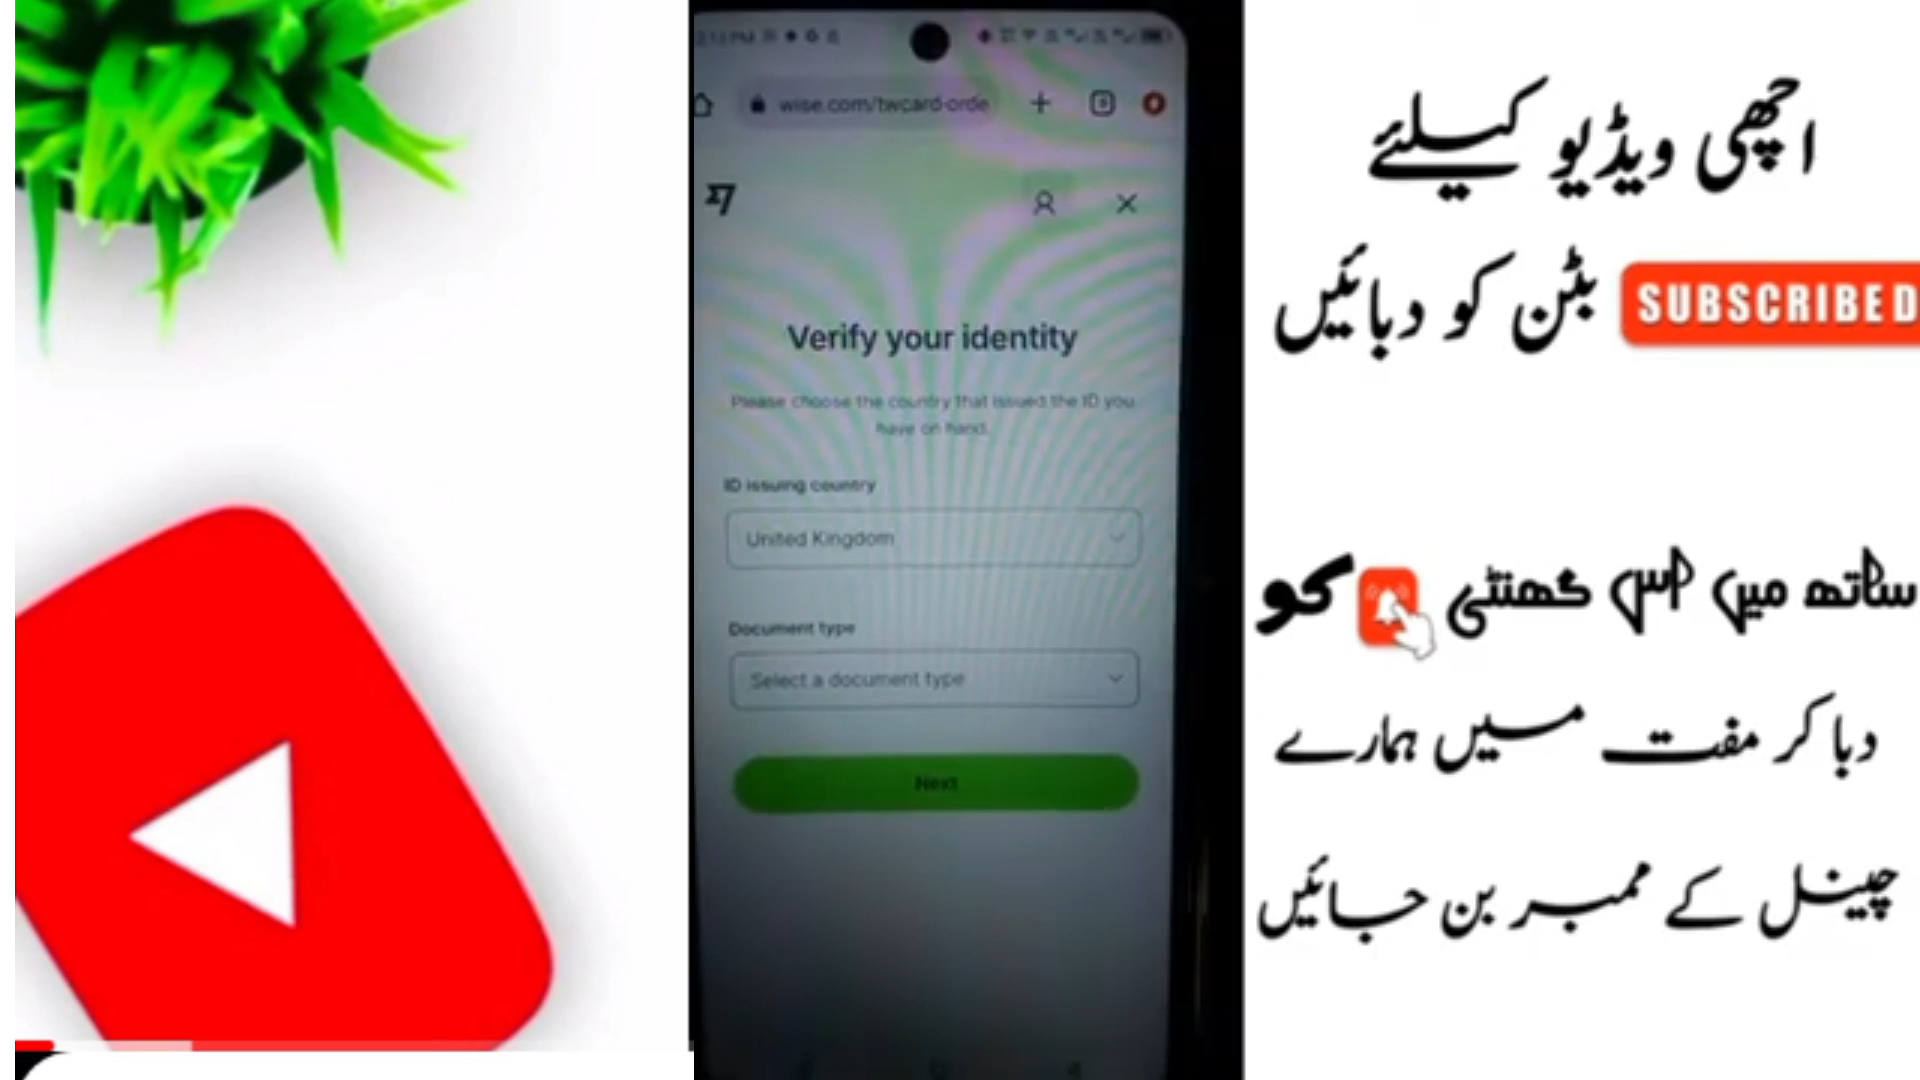 wise.com/twcard-orde
Verify your identity
Please choose the country that issued the ID you
have on hand.
ID issuing country
United Kingdom
Document type
Select a document type
Next
اچھی ویڈیو کیلئے
SUBSCRIBED بٹن کو دبائیں
ساتھ میں اس گھنٹی کو
دبا کر مفت میں ہمارے
چینل کے ممبر بن جائیں